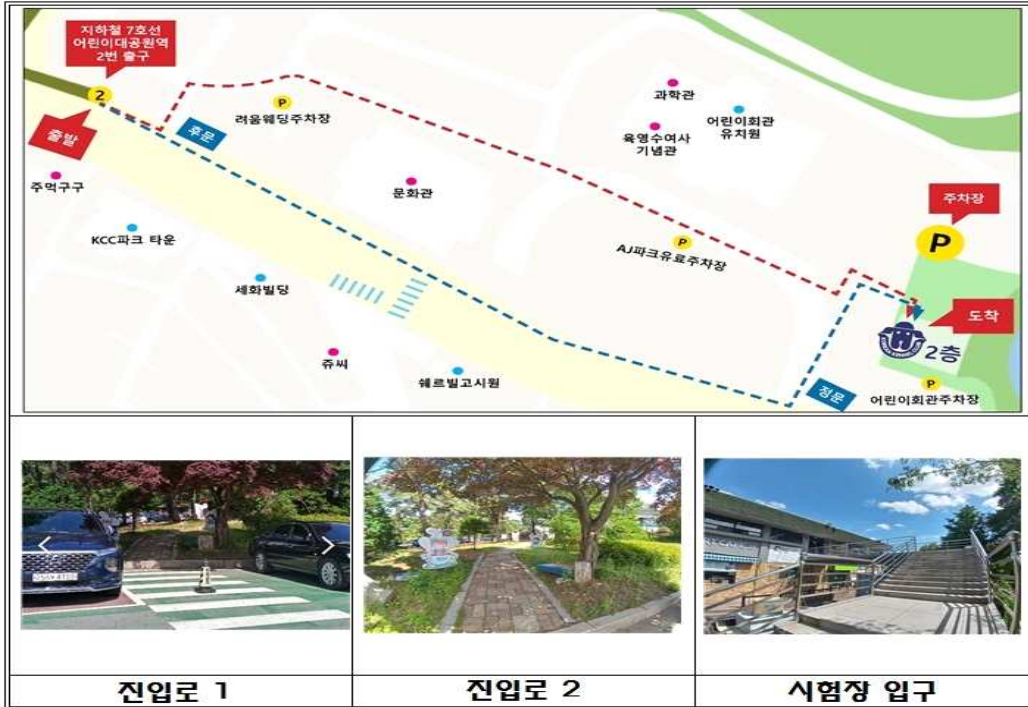 지하철 7호선
어린이대공원역
2번 출구
2
출발
후문
P
려움웨딩주차장
과학관
육영수여사
기념관
어린이회관
유치원
주먹구구
문화관
주차장
P
KCC파크 타운
P
AJ파크유료주차장
세화빌딩
도착
2층
쥬씨
쉐르빌고시원
정문
P
어린이회관주차장
진입로 1
진입로 2
시험장 입구